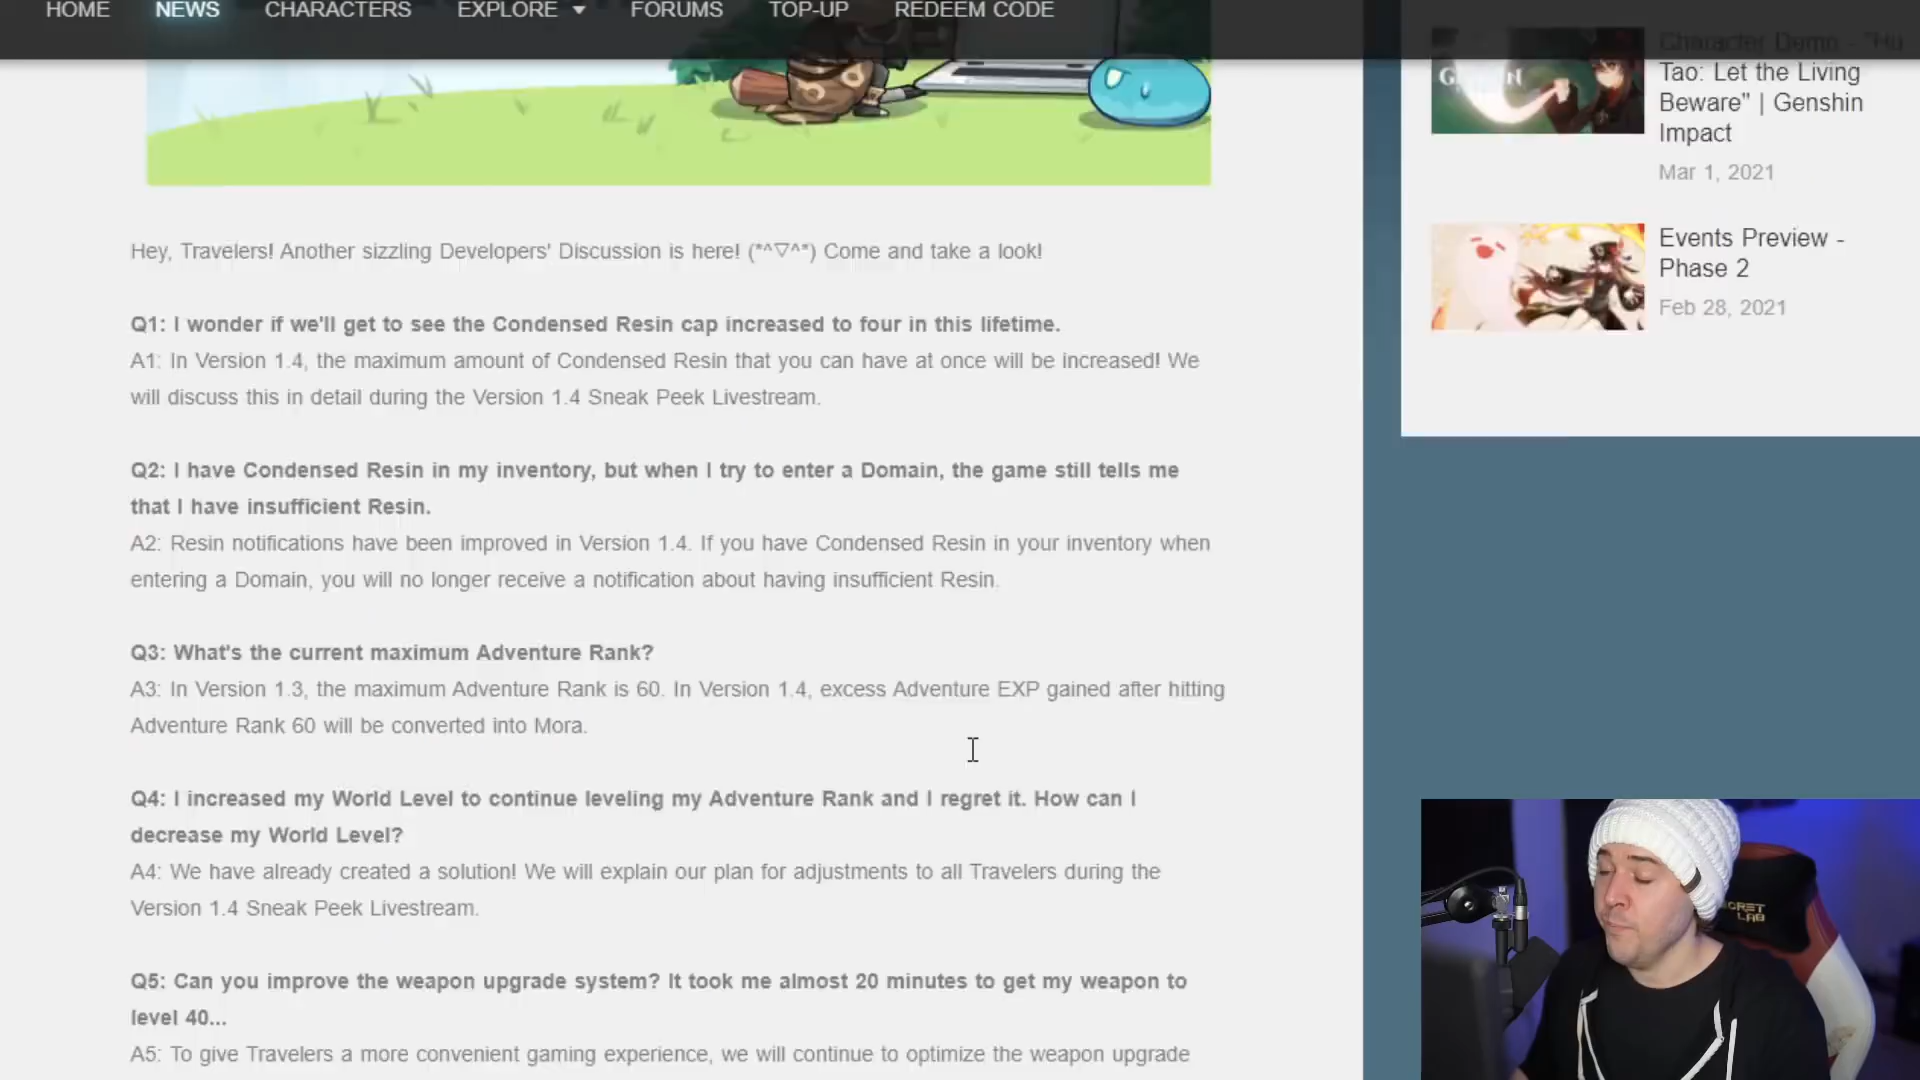 HOME NEWS CHARACTERS EXPLORE FORUMS TOP-UP REDEEM CODE
Hey, Travelers! Another sizzling Developers' Discussion is here! (*^▽^*) Come and take a look!
Q1: I wonder if we'll get to see the Condensed Resin cap increased to four in this lifetime.
A1: In Version 1.4, the maximum amount of Condensed Resin that you can have at once will be increased! We
will discuss this in detail during the Version 1.4 Sneak Peek Livestream.
Q2: I have Condensed Resin in my inventory, but when I try to enter a Domain, the game still tells me
that I have insufficient Resin.
A2: Resin notifications have been improved in Version 1.4. If you have Condensed Resin in your inventory when
entering a Domain, you will no longer receive a notification about having insufficient Resin.
Q3: What's the current maximum Adventure Rank?
A3: In Version 1.3, the maximum Adventure Rank is 60. In Version 1.4, excess Adventure EXP gained after hitting
Adventure Rank 60 will be converted into Mora.
Q4: I increased my World Level to continue leveling my Adventure Rank and I regret it. How can I
decrease my World Level?
A4: We have already created a solution! We will explain our plan for adjustments to all Travelers during the
Version 1.4 Sneak Peek Livestream.
Q5: Can you improve the weapon upgrade system? It took me almost 20 minutes to get my weapon to
level 40...
A5: To give Travelers a more convenient gaming experience, we will continue to optimize the weapon upgrade
Character Demo - "Hu
Tao: Let the Living
Beware" | Genshin
Impact
Mar 1, 2021
Events Preview -
Phase 2
Feb 28, 2021
LAB